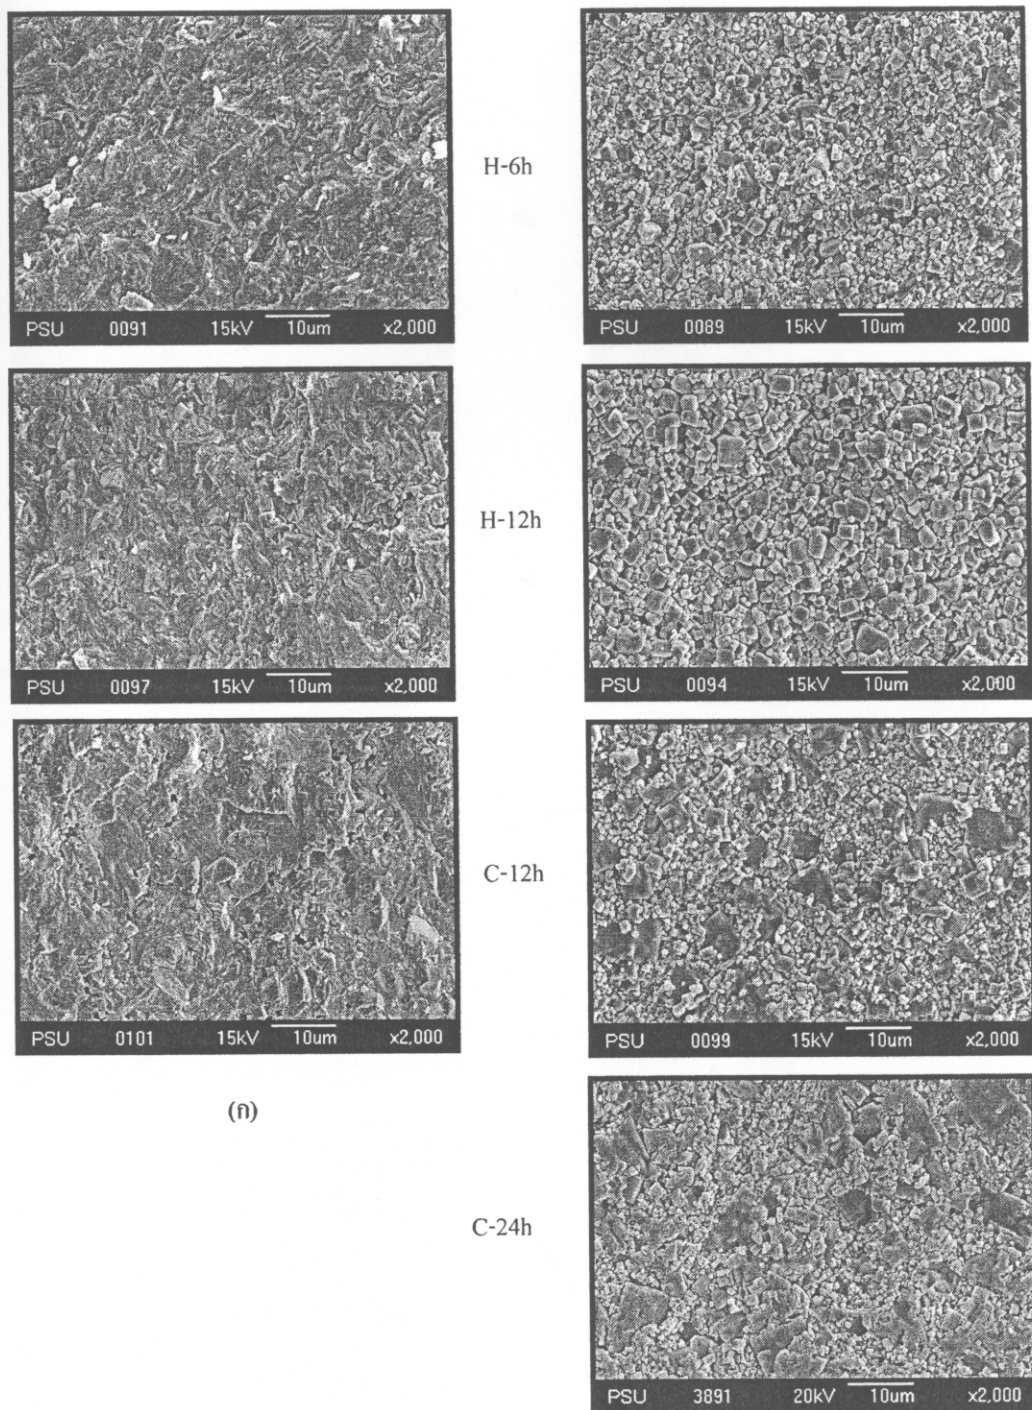 H-6h
PSU 0091 15kV 10um x2,000
PSU 0089 15kV 10um x2,000
H-12h
PSU 0097 15kV 10um x2,000
PSU 0094 15kV 10um x2,000
C-12h
PSU 0101 15kV 10um x2,000
PSU 0099 15kV 10um x2,000
(ก)
C-24h
PSU 3891 20kV 10um x2,000